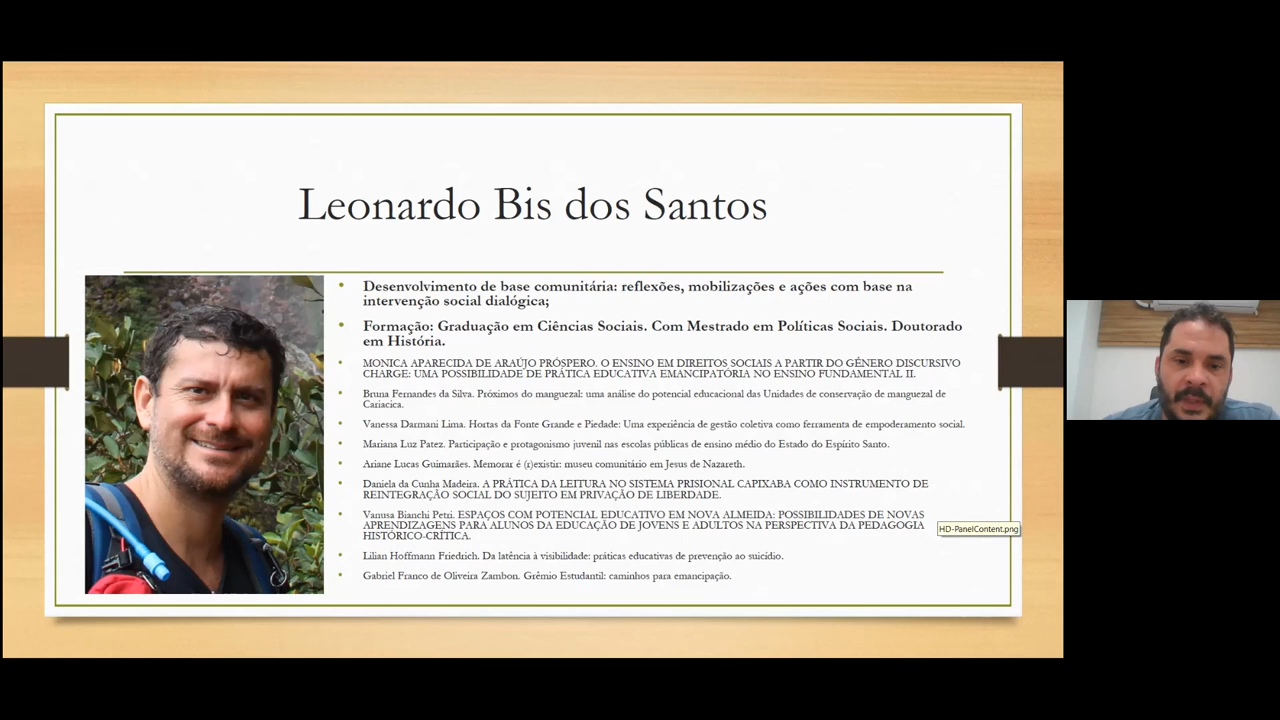 Leonardo Bis dos Santos
Desenvolvimento de base comunitária: reflexões, mobilizações e ações com base na
intervenção social dialógica;
Formação: Graduação em Ciências Sociais. Com Mestrado em Políticas Sociais. Doutorado
em História.
MONICA APARECIDA DE ARAÚJO PRÓSPERO. O ENSINO EM DIREITOS SOCIAIS A PARTIR DO GÊNERO DISCURSIVO
CHARGE: UMA POSSIBILIDADE DE PRÁTICA EDUCATIVA EMANCIPATÓRIA NO ENSINO FUNDAMENTAL II.
Bruna Fernandes da Silva. Próximos do manguezal: uma análise do potencial educacional das Unidades de conservação de manguezal de
Cariacica.
Vanessa Darmani Lima. Hortas da Fonte Grande e Piedade: Uma experiência de gestão coletiva como ferramenta de empoderamento social.
Mariana Luz Patez. Participação e protagonismo juvenil nas escolas públicas de ensino médio do Estado do Espírito Santo.
Ariane Lucas Guimarães. Memorar é (r)existir: museu comunitário em Jesus de Nazareth.
Daniela da Cunha Madeira. A PRÁTICA DA LEITURA NO SISTEMA PRISIONAL CAPIXABA COMO INSTRUMENTO DE
REINTEGRAÇÃO SOCIAL DO SUJEITO EM PRIVAÇÃO DE LIBERDADE.
Vanusa Bianchi Petri. ESPAÇOS COM POTENCIAL EDUCATIVO EM NOVA ALMEIDA: POSSIBILIDADES DE NOVAS
APRENDIZAGENS PARA ALUNOS DA EDUCAÇÃO DE JOVENS E ADULTOS NA PERSPECTIVA DA PEDAGOGIA
HISTÓRICO-CRÍTICA.
HD-PanelContent.png
Lilian Hoffmann Friedrich. Da latência à visibilidade: práticas educativas de prevenção ao suicídio.
Gabriel Franco de Oliveira Zambon. Grêmio Estudantil: caminhos para emancipação.